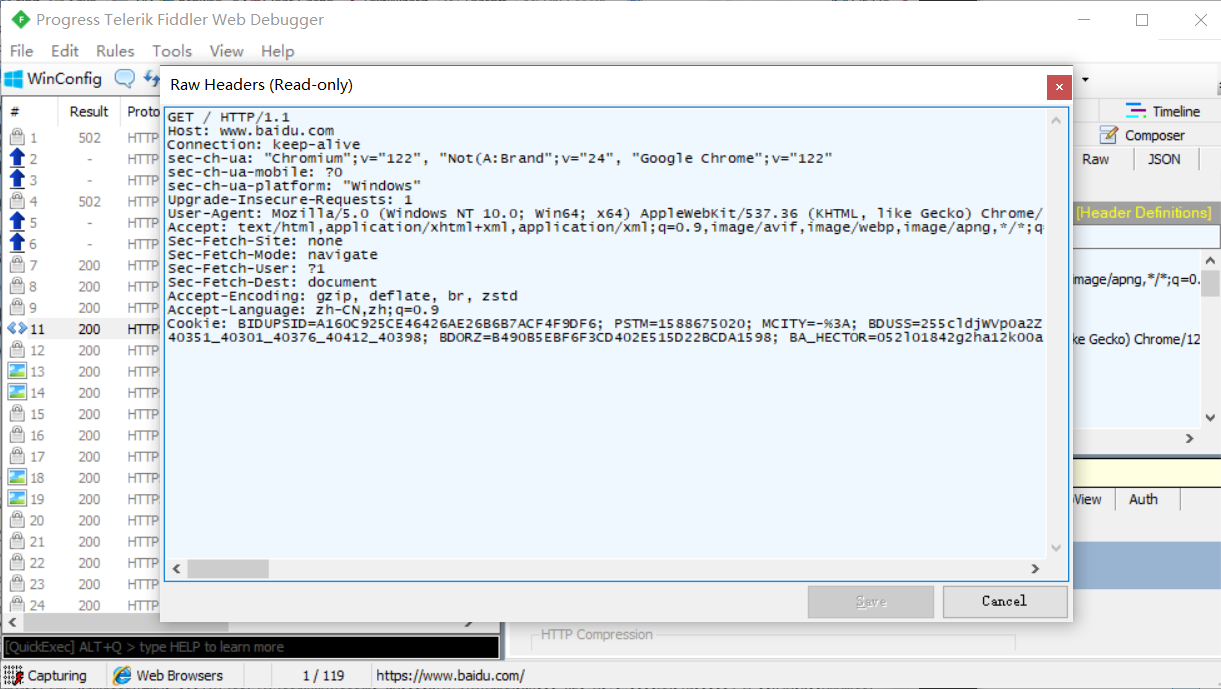 Progress Telerik Fiddler Web Debugger
File Edit Rules Tools View Help
WinConfig
Raw Headers (Read-only)
# Result Proto
1 502 HTTP
2 - HTTP
3 - HTTP
4 502 HTTP
5 - HTTP
6 - HTTP
7 200 HTTP
8 200 HTTP
9 200 HTTP
11 200 HTTP
12 200 HTTP
13 200 HTTP
14 200 HTTP
15 200 HTTP
16 200 HTTP
17 200 HTTP
18 200 HTTP
19 200 HTTP
20 200 HTTP
21 200 HTTP
22 200 HTTP
23 200 HTTP
24 200 HTTP
GET / HTTP/1.1
Host: www.baidu.com
Connection: keep-alive
sec-ch-ua: "Chromium";v="122", "Not(A:Brand";v="24", "Google Chrome";v="122"
sec-ch-ua-mobile: ?0
sec-ch-ua-platform: "Windows"
Upgrade-Insecure-Requests: 1
User-Agent: Mozilla/5.0 (Windows NT 10.0; Win64; x64) AppleWebKit/537.36 (KHTML, like Gecko) Chrome/
Accept: text/html,application/xhtml+xml,application/xml;q=0.9,image/avif,image/webp,image/apng,*/*;q=
Sec-Fetch-Site: none
Sec-Fetch-Mode: navigate
Sec-Fetch-User: ?1
Sec-Fetch-Dest: document
Accept-Encoding: gzip, deflate, br, zstd
Accept-Language: zh-CN,zh;q=0.9
Cookie: BIDUPSID=A160C925CE46426AE26B6B7ACF4F9DF6; PSTM=1588675020; MCITY=-%3A; BDUSS=255cldjWVp0a2Z
40351_40301_40376_40412_40398; BDORZ=B490B5EBF6F3CD402E515D22BCDA1598; BA_HECTOR=052l01842g2ha12k00a
Save Cancel
Timeline
Composer
Raw JSON
[Header Definitions]
image/apng,*/*;q=0.
ke Gecko) Chrome/12
View Auth
HTTP Compression
[QuickExec] ALT+Q > type HELP to learn more
Capturing Web Browsers 1 / 119 https://www.baidu.com/